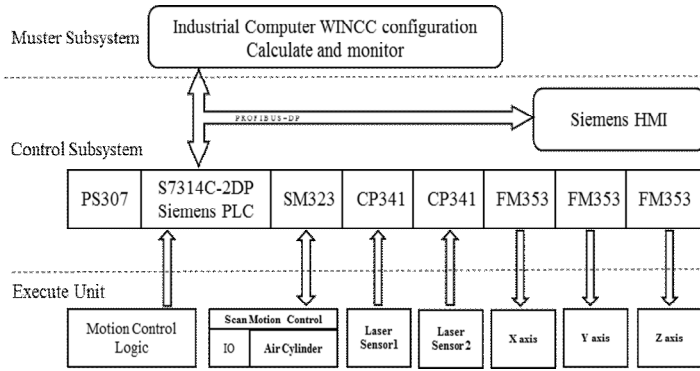 Muster Subsystem
Industrial Computer WINCC configuration
Calculate and monitor
PROFIBUS-DP
Siemens HMI
Control Subsystem
PS307
S7314C-2DP
Siemens PLC
SM323
CP341
CP341
FM353
FM353
FM353
Execute Unit
Motion Control
Logic
Scan Motion Control
IO
Air Cylinder
Laser
Sensor1
Laser
Sensor 2
X axis
Y axis
Z axis